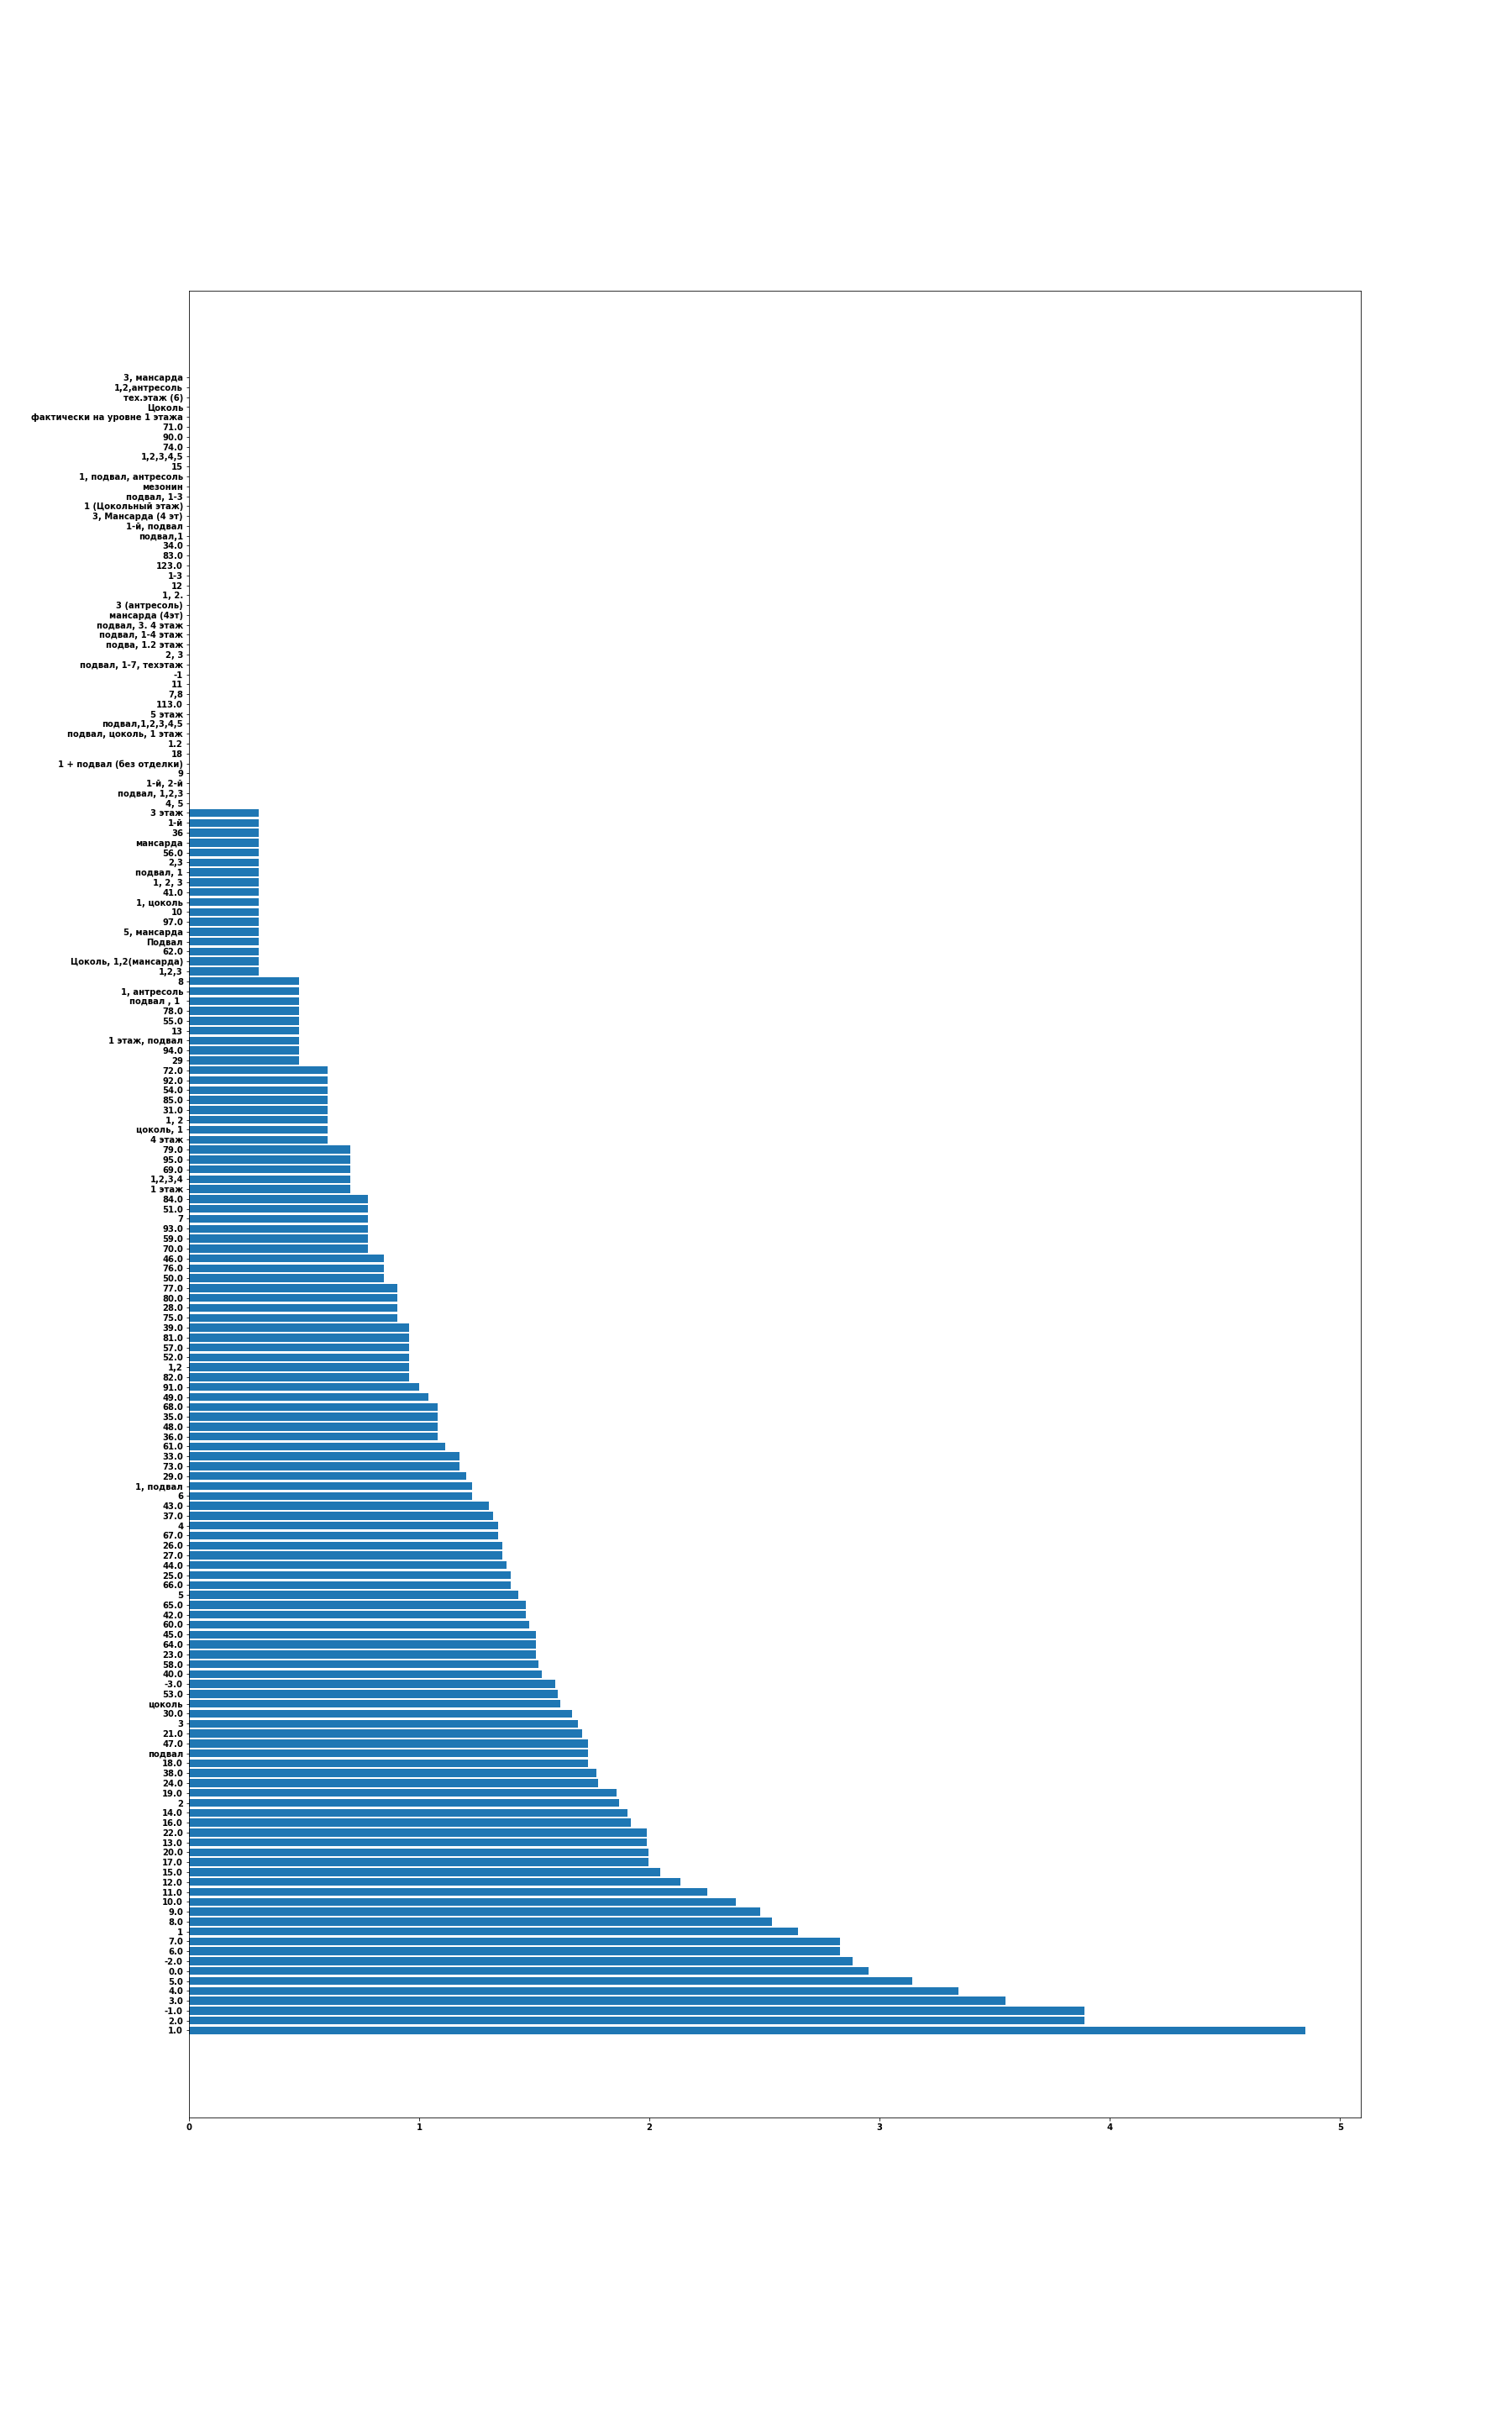 3, мансарда
1,2,антресоль
тех.этаж (6)
Цоколь
фактически на уровне 1 этажа
71.0
90.0
74.0
1,2,3,4,5
15
1, подвал, антресоль
мезонин
подвал, 1-3
1 (Цокольный этаж)
3, Мансарда (4 эт)
1-й, подвал
подвал,1
34.0
83.0
123.0
1-3
12
1, 2.
3 (антресоль)
мансарда (4эт)
подвал, 3. 4 этаж
подвал, 1-4 этаж
подва, 1.2 этаж
2, 3
подвал, 1-7, техэтаж
-1
11
7,8
113.0
5 этаж
подвал,1,2,3,4,5
подвал, цоколь, 1 этаж
1.2
18
1 + подвал (без отделки)
9
1-й, 2-й
подвал, 1,2,3
4, 5
3 этаж
1-й
36
мансарда
56.0
2,3
подвал, 1
1, 2, 3
41.0
1, цоколь
10
97.0
5, мансарда
Подвал
62.0
Цоколь, 1,2(мансарда)
1,2,3
8
1, антресоль
подвал , 1
78.0
55.0
13
1 этаж, подвал
94.0
29
72.0
92.0
54.0
85.0
31.0
1, 2
цоколь, 1
4 этаж
79.0
95.0
69.0
1,2,3,4
1 этаж
84.0
51.0
7
93.0
59.0
70.0
46.0
76.0
50.0
77.0
80.0
28.0
75.0
39.0
81.0
57.0
52.0
1,2
82.0
91.0
49.0
68.0
35.0
48.0
36.0
61.0
33.0
73.0
29.0
1, подвал
6
43.0
37.0
4
67.0
26.0
27.0
44.0
25.0
66.0
5
65.0
42.0
60.0
45.0
64.0
23.0
58.0
40.0
-3.0
53.0
цоколь
30.0
3
21.0
47.0
подвал
18.0
38.0
24.0
19.0
2
14.0
16.0
22.0
13.0
20.0
17.0
15.0
12.0
11.0
10.0
9.0
8.0
1
7.0
6.0
-2.0
0.0
5.0
4.0
3.0
-1.0
2.0
1.0
0 1 2 3 4 5